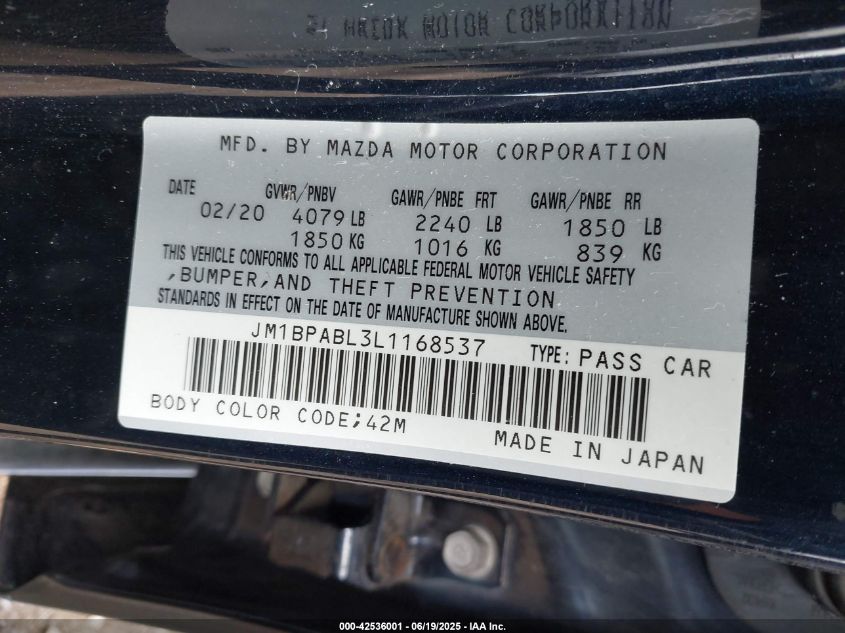 MFD. BY MAZDA MOTOR CORPORATION
DATE GVWR/PNBV GAWR/PNBE FRT GAWR/PNBE RR
02/20 4079 LB 2240 LB 1850 LB
1850 KG 1016 KG 839 KG
THIS VEHICLE CONFORMS TO ALL APPLICABLE FEDERAL MOTOR VEHICLE SAFETY
,BUMPER,AND THEFT PREVENTION
STANDARDS IN EFFECT ON THE DATE OF MANUFACTURE SHOWN ABOVE.
JM1BPABL3L1168537 TYPE: PASS CAR
BODY COLOR CODE;42M
MADE IN JAPAN
000-42536001 - 06/19/2025 - IAA Inc.